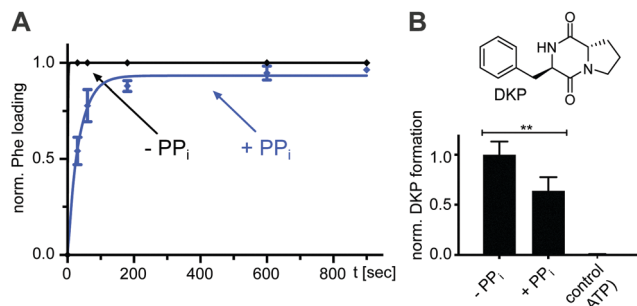 A
norm. Phe loading
1.0
0.5
0.0
0
200
400
600
800
t [sec]
- PPi
+ PPi
B
O
HN
N
O
DKP
norm. DKP formation
**
1.0
0.5
0.0
- PPi
+ PPi
control
ATP)